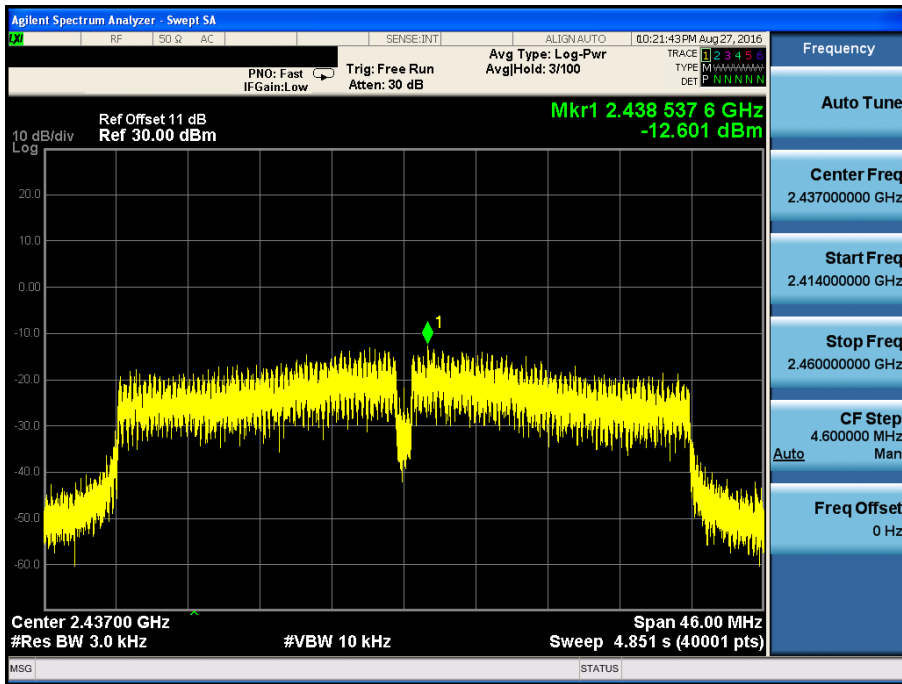 Agilent Spectrum Analyzer - Swept SA
LXI RF 50 Ω AC SENSE:INT ALIGN AUTO 10:21:43 PM Aug 27, 2016
PNO: Fast
IFGain:Low
Trig: Free Run
Atten: 30 dB
Avg Type: Log-Pwr
Avg|Hold: 3/100
TRACE 1 2 3 4 5 6
TYPE M WWWWW
DET P N N N N N
Mkr1 2.438 537 6 GHz
-12.601 dBm
Ref Offset 11 dB
10 dB/div Ref 30.00 dBm
Log
20.0
10.0
0.00
-10.0
-20.0
-30.0
-40.0
-50.0
-60.0
1
Center 2.43700 GHz Span 46.00 MHz
#Res BW 3.0 kHz #VBW 10 kHz Sweep 4.851 s (40001 pts)
MSG STATUS
Frequency
Auto Tune
Center Freq
2.437000000 GHz
Start Freq
2.414000000 GHz
Stop Freq
2.460000000 GHz
CF Step
4.600000 MHz
Auto Man
Freq Offset
0 Hz